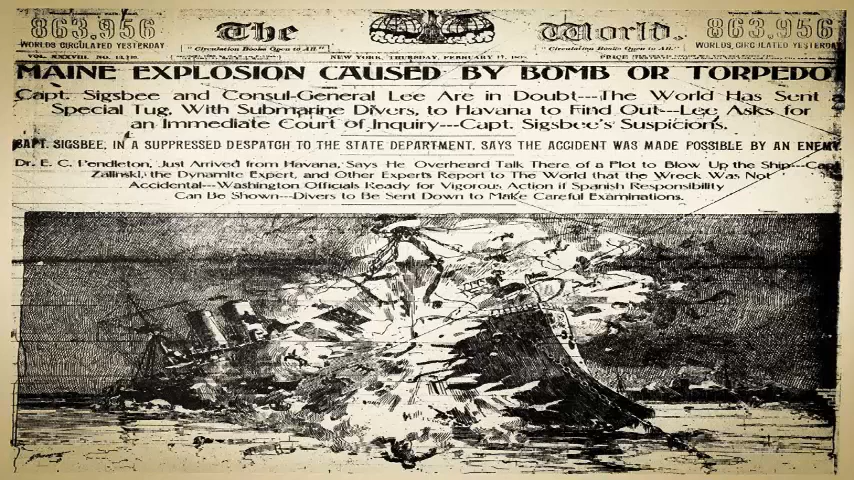 863,956
WORLDS CIRCULATED YESTERDAY
The World.
"Circulation Books Open to All."
"Circulation Books Open to All."
863,956
WORLDS CIRCULATED YESTERDAY
VOL. XXXVIII. NO.
NEW YORK, THURSDAY, FEBRUARY 17,
PRICE
MAINE EXPLOSION CAUSED BY BOMB OR TORPEDO
Capt. Sigsbee and Consul-General Lee Are in Doubt---The World Has Sent a
Special Tug, With Submarine Divers, to Havana to Find Out---Lee Asks for
an Immediate Court of Inquiry---Capt. Sigsbee's Suspicions.
CAPT. SIGSBEE, IN A SUPPRESSED DESPATCH TO THE STATE DEPARTMENT, SAYS THE ACCIDENT WAS MADE POSSIBLE BY AN ENEMY
Dr. E. C. Pendleton, Just Arrived from Havana, Says He Overheard Talk There of a Plot to Blow Up the Ship---Capt
Zalinski, the Dynamite Expert, and Other Experts Report to The World that the Wreck Was Not
Accidental---Washington Officials Ready for Vigorous Action if Spanish Responsibility
Can Be Shown---Divers to Be Sent Down to Make Careful Examinations.